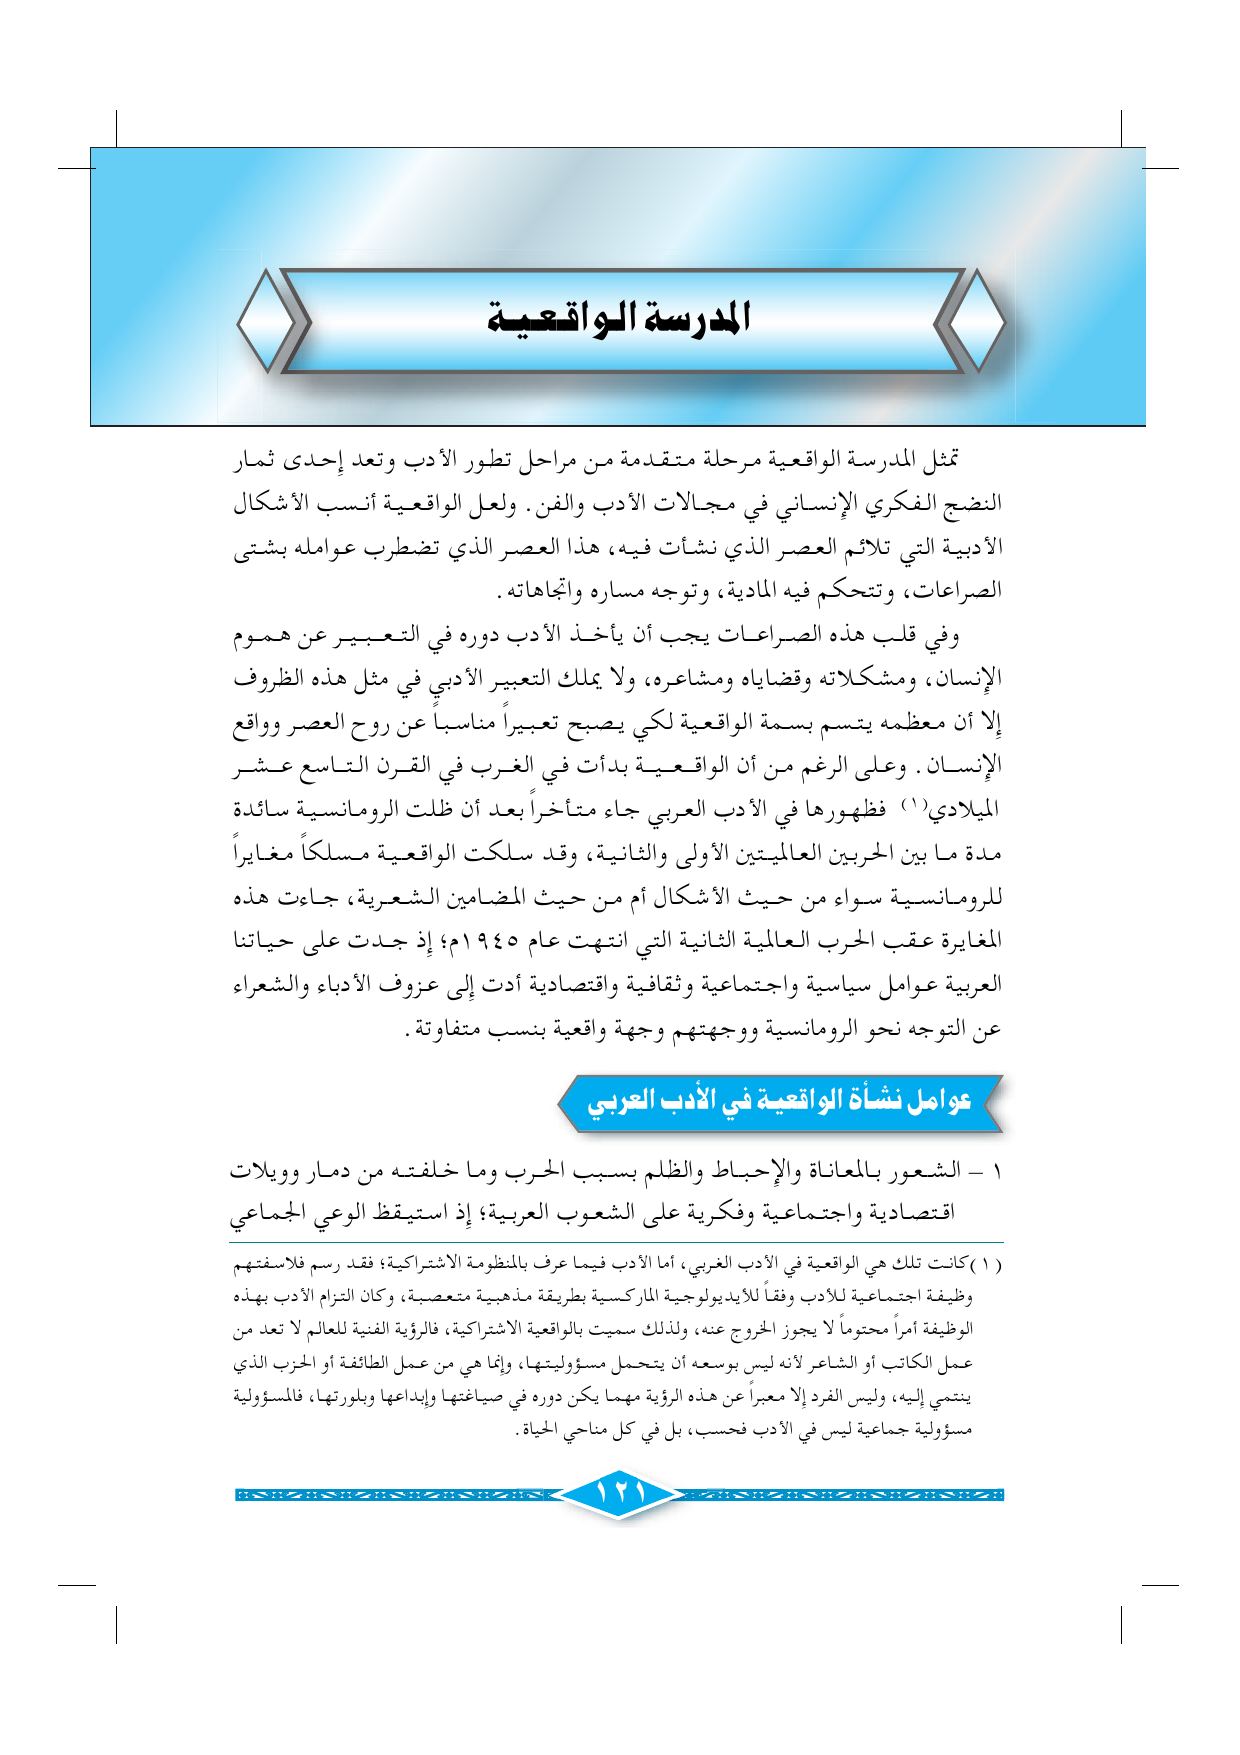 المدرسة الواقعية
تمثل المدرسة الواقعية مرحلة متقدمة من مراحل تطور الأدب وتعد إحدى ثمار
النضج الفكري الإنساني في مجالات الأدب والفن. ولعل الواقعية أنسب الأشكال
الأدبية التي تلائم العصر الذي نشأت فيه، هذا العصر الذي تضطرب عوامله بشتى
الصراعات، وتتحكم فيه المادية، وتوجه مساره واتجاهاته.
وفي قلب هذه الصراعات يجب أن يأخذ الأدب دوره في التعبير عن هموم
الإنسان، ومشكلاته وقضاياه ومشاعره، ولا يملك التعبير الأدبي في مثل هذه الظروف
إلا أن معظمه يتسم بسمة الواقعية لكي يصبح تعبيراً مناسباً عن روح العصر وواقع
الإنسان. وعلى الرغم من أن الواقعية بدأت في الغرب في القرن التاسع عشر
الميلادي(١) فظهورها في الأدب العربي جاء متأخراً بعد أن ظلت الرومانسية سائدة
مدة ما بين الحربين العالميتين الأولى والثانية، وقد سلكت الواقعية مسلكاً مغايراً
للرومانسية سواء من حيث الأشكال أم من حيث المضامين الشعرية، جاءت هذه
المغايرة عقب الحرب العالمية الثانية التي انتهت عام ١٩٤٥م؛ إذ جدت على حياتنا
العربية عوامل سياسية واجتماعية وثقافية واقتصادية أدت إلى عزوف الأدباء والشعراء
عن التوجه نحو الرومانسية ووجهتهم وجهة واقعية بنسب متفاوتة.
عوامل نشأة الواقعية في الأدب العربي
١ – الشعور بالمعاناة والإحباط والظلم بسبب الحرب وما خلفته من دمار وويلات
اقتصادية واجتماعية وفكرية على الشعوب العربية؛ إذ استيقظ الوعي الجماعي
(١)كانت تلك هي الواقعية في الأدب الغربي، أما الأدب فيما عرف بالمنظومة الاشتراكية؛ فقد رسم فلاسفتهم
وظيفة اجتماعية للأدب وفقاً للأيديولوجية الماركسية بطريقة مذهبية متعصبة، وكان التزام الأدب بهذه
الوظيفة أمراً محتوماً لا يجوز الخروج عنه، ولذلك سميت بالواقعية الاشتراكية، فالرؤية الفنية للعالم لا تعد من
عمل الكاتب أو الشاعر لأنه ليس بوسعه أن يتحمل مسؤوليتها، وإنما هي من عمل الطائفة أو الحزب الذي
ينتمي إليه، وليس الفرد إلا معبراً عن هذه الرؤية مهما يكن دوره في صياغتها وإبداعها وبلورتها، فالمسؤولية
مسؤولية جماعية ليس في الأدب فحسب، بل في كل مناحي الحياة.
١٢١